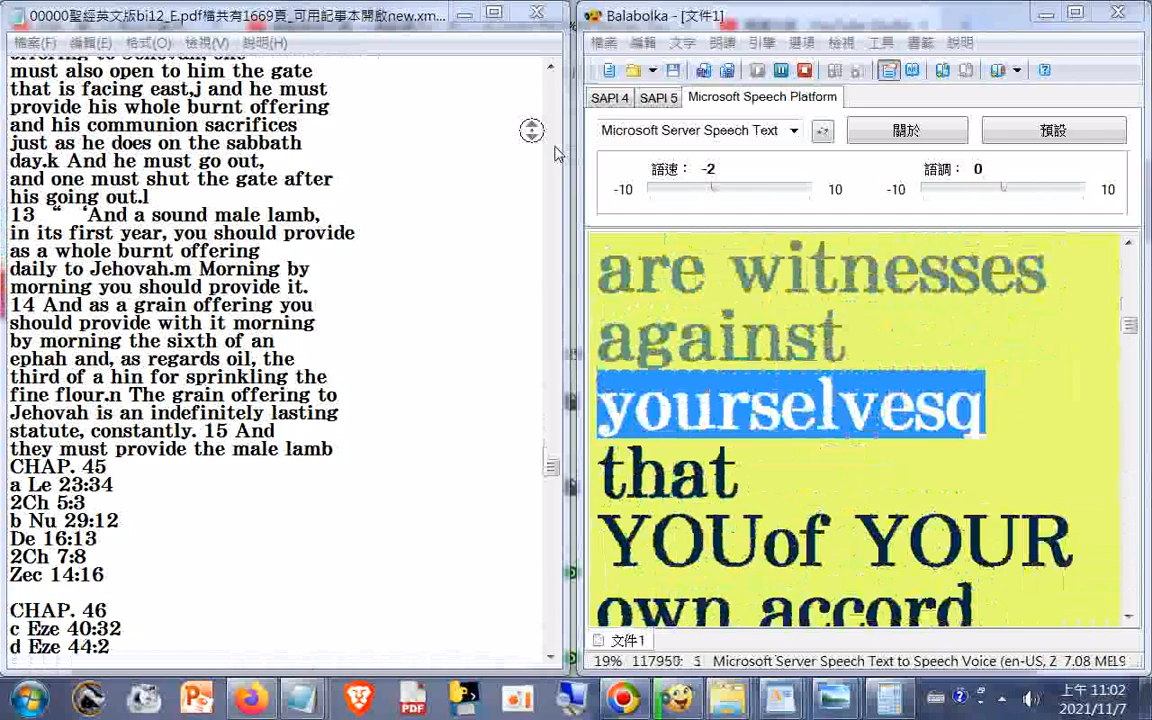 00000聖經英文版bi12_E.pdf檔共有1669頁_可用記事本開啟new.xm...
檔案(F) 編輯(E) 格式(O) 檢視(V) 說明(H)
must also open to him the gate
that is facing east,j and he must
provide his whole burnt offering
and his communion sacrifices
just as he does on the sabbath
day.k And he must go out,
and one must shut the gate after
his going out.l
13 “ ‘And a sound male lamb,
in its first year, you should provide
as a whole burnt offering
daily to Jehovah.m Morning by
morning you should provide it.
14 And as a grain offering you
should provide with it morning
by morning the sixth of an
ephah and, as regards oil, the
third of a hin for sprinkling the
fine flour.n The grain offering to
Jehovah is an indefinitely lasting
statute, constantly. 15 And
they must provide the male lamb
CHAP. 45
a Le 23:34
2Ch 5:3
b Nu 29:12
De 16:13
2Ch 7:8
Zec 14:16
CHAP. 46
c Eze 40:32
d Eze 44:2
Balabolka - [文件1]
檔案 編輯 文字 朗讀 引擎 選項 檢視 工具 書籤 說明
SAPI 4 SAPI 5 Microsoft Speech Platform
Microsoft Server Speech Text 關於 預設
語速： -2 語調： 0
-10 10 -10 10
are witnesses
against
yourselvesq
that
YOUof YOUR
own accord
文件1
19% 117950: Microsoft Server Speech Text to Speech Voice (en-US, 2 7.08 MEL9
PDF
上午 11:02
2021/11/7